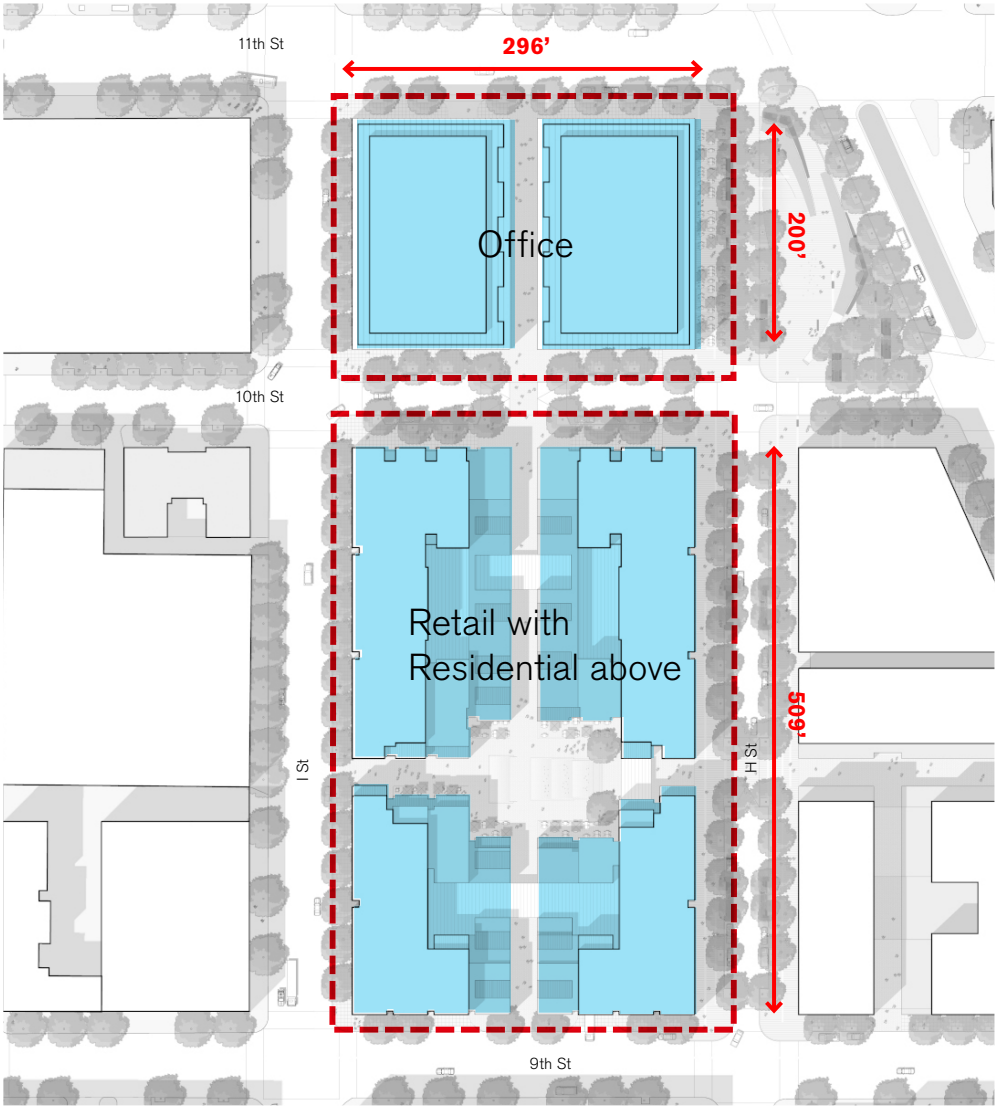 11th St
296’
200’
Office
10th St
Retail with
Residential above
509’
H St
I St
9th St